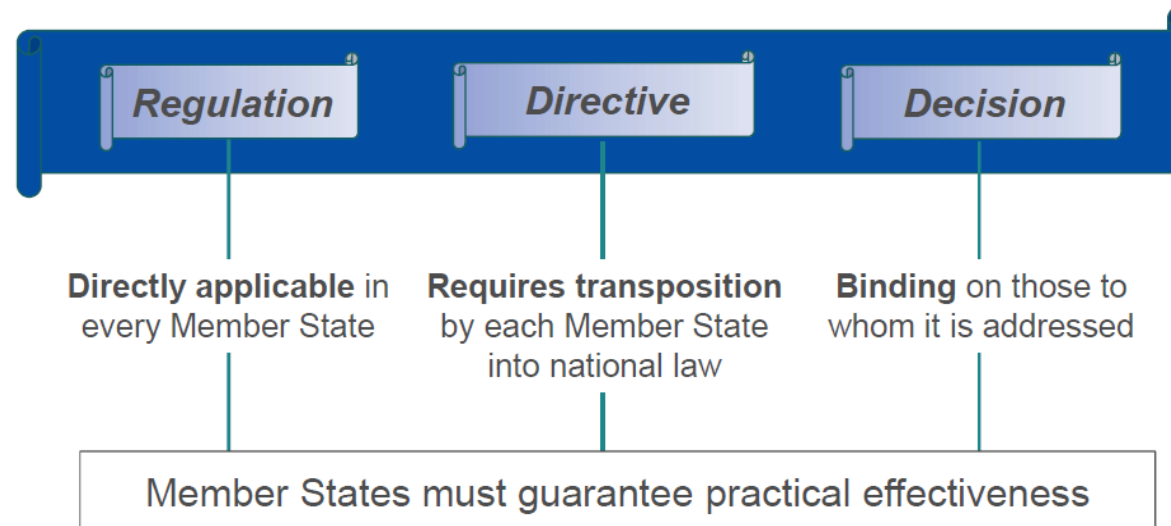 Regulation
Directive
Decision
Directly applicable in
every Member State
Requires transposition
by each Member State
into national law
Binding on those to
whom it is addressed
Member States must guarantee practical effectiveness